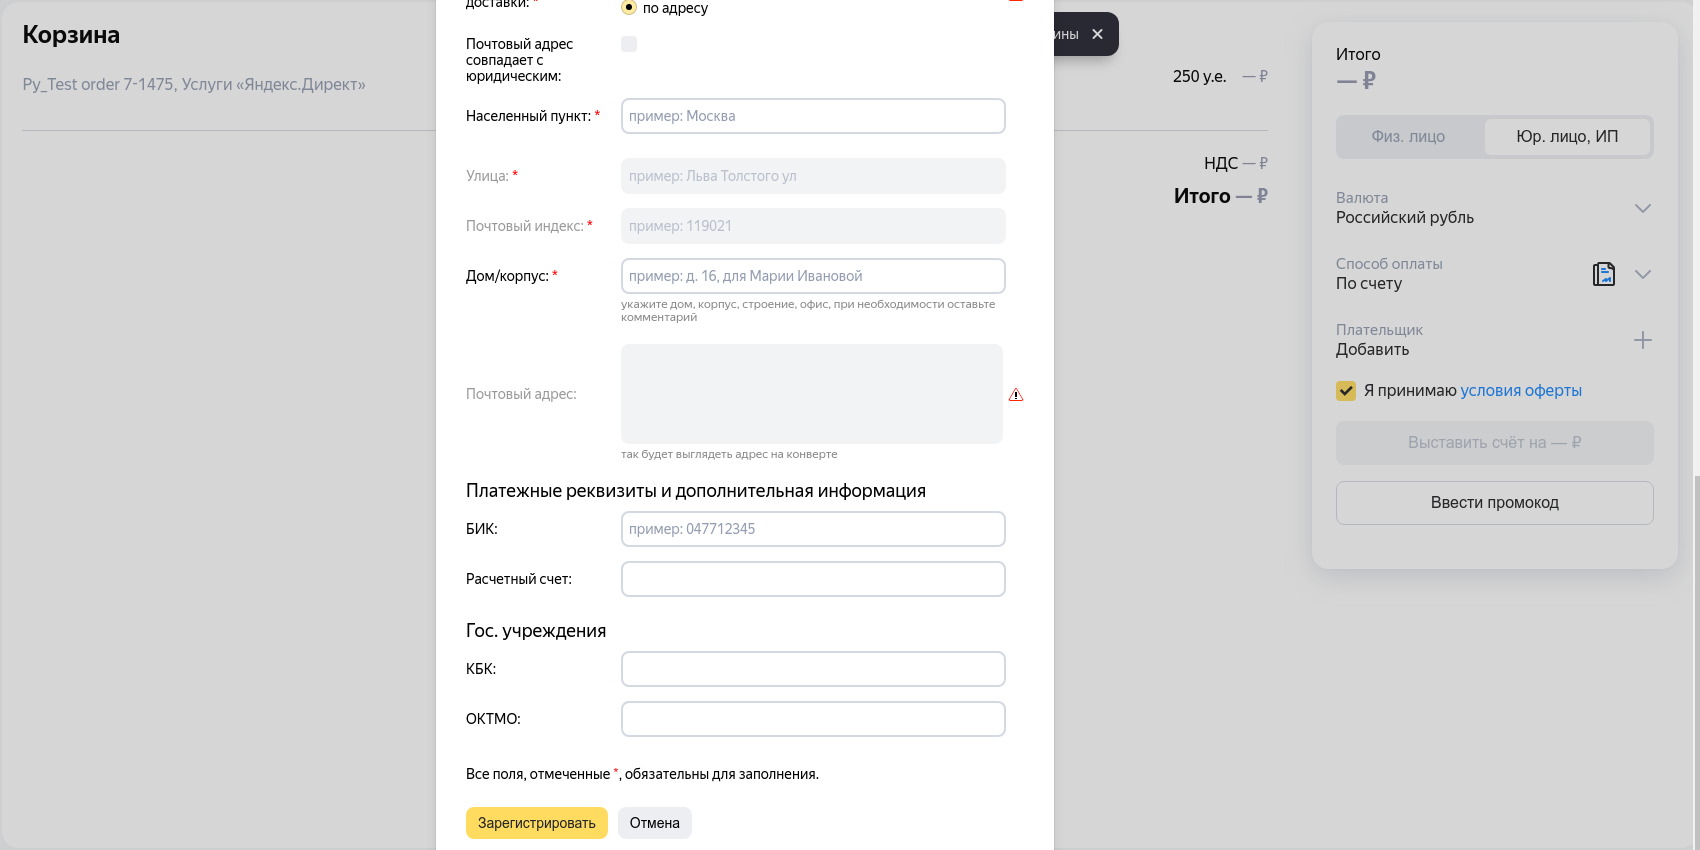 Корзина
Py_Test order 7-1475, Услуги «Яндекс.Директ»
доставки: *
по адресу
Почтовый адрес
совпадает с
юридическим:
Населенный пункт: *
пример: Москва
Улица: *
пример: Льва Толстого ул
Почтовый индекс: *
пример: 119021
Дом/корпус: *
пример: д. 16, для Марии Ивановой
укажите дом, корпус, строение, офис, при необходимости оставьте
комментарий
Почтовый адрес:
так будет выглядеть адрес на конверте
Платежные реквизиты и дополнительная информация
БИК:
пример: 047712345
Расчетный счет:
Гос. учреждения
КБК:
ОКТМО:
Все поля, отмеченные *, обязательны для заполнения.
Зарегистрировать
Отмена
ины
250 у.е. — ₽
НДС — ₽
Итого — ₽
Итого
— ₽
Физ. лицо
Юр. лицо, ИП
Валюта
Российский рубль
Способ оплаты
По счету
Плательщик
Добавить
Я принимаю условия оферты
Выставить счёт на — ₽
Ввести промокод